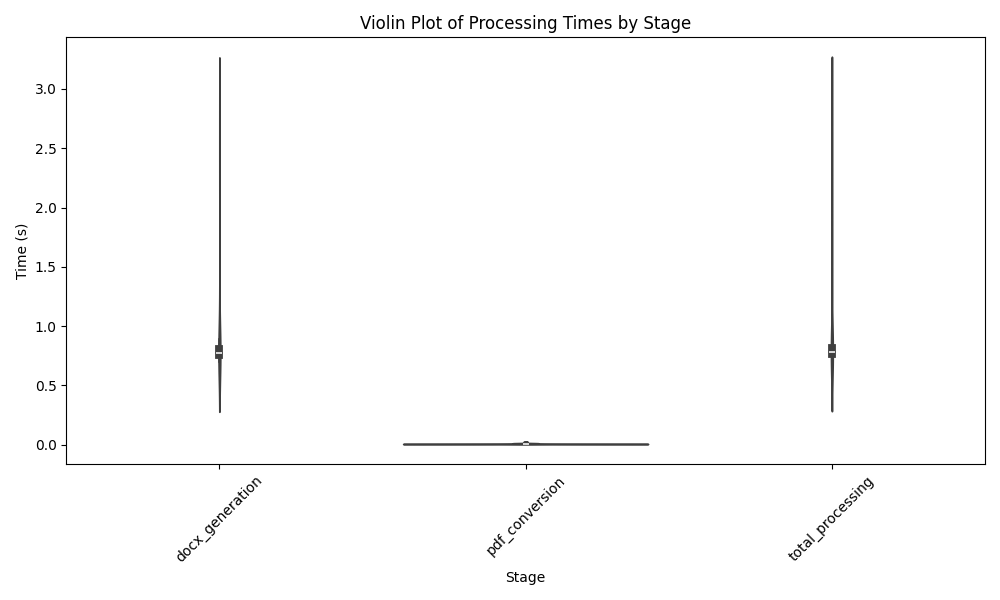 Violin Plot of Processing Times by Stage
Time (s)
3.0
2.5
2.0
1.5
1.0
0.5
0.0
docx_generation
pdf_conversion
total_processing
Stage